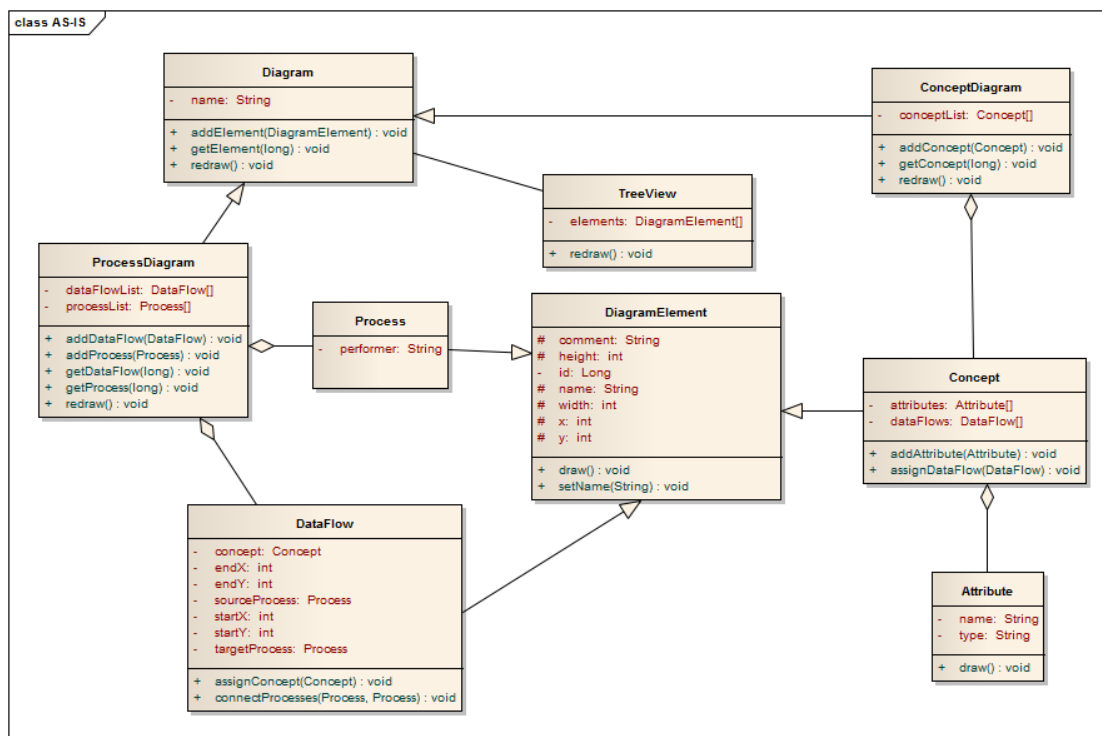 class AS-IS
Diagram
- name: String
+ addElement(DiagramElement) : void
+ getElement(long) : void
+ redraw() : void
ConceptDiagram
- conceptList: Concept[]
+ addConcept(Concept) : void
+ getConcept(long) : void
+ redraw() : void
TreeView
- elements: DiagramElement[]
+ redraw() : void
ProcessDiagram
- dataFlowList: DataFlow[]
- processList: Process[]
+ addDataFlow(DataFlow) : void
+ addProcess(Process) : void
+ getDataFlow(long) : void
+ getProcess(long) : void
+ redraw() : void
Process
- performer: String
DiagramElement
# comment: String
# height: int
- id: Long
# name: String
# width: int
# x: int
# y: int
+ draw() : void
+ setName(String) : void
Concept
- attributes: Attribute[]
- dataFlows: DataFlow[]
+ addAttribute(Attribute) : void
+ assignDataFlow(DataFlow) : void
DataFlow
- concept: Concept
- endX: int
- endY: int
- sourceProcess: Process
- startX: int
- startY: int
- targetProcess: Process
+ assignConcept(Concept) : void
+ connectProcesses(Process, Process) : void
Attribute
- name: String
- type: String
+ draw() : void